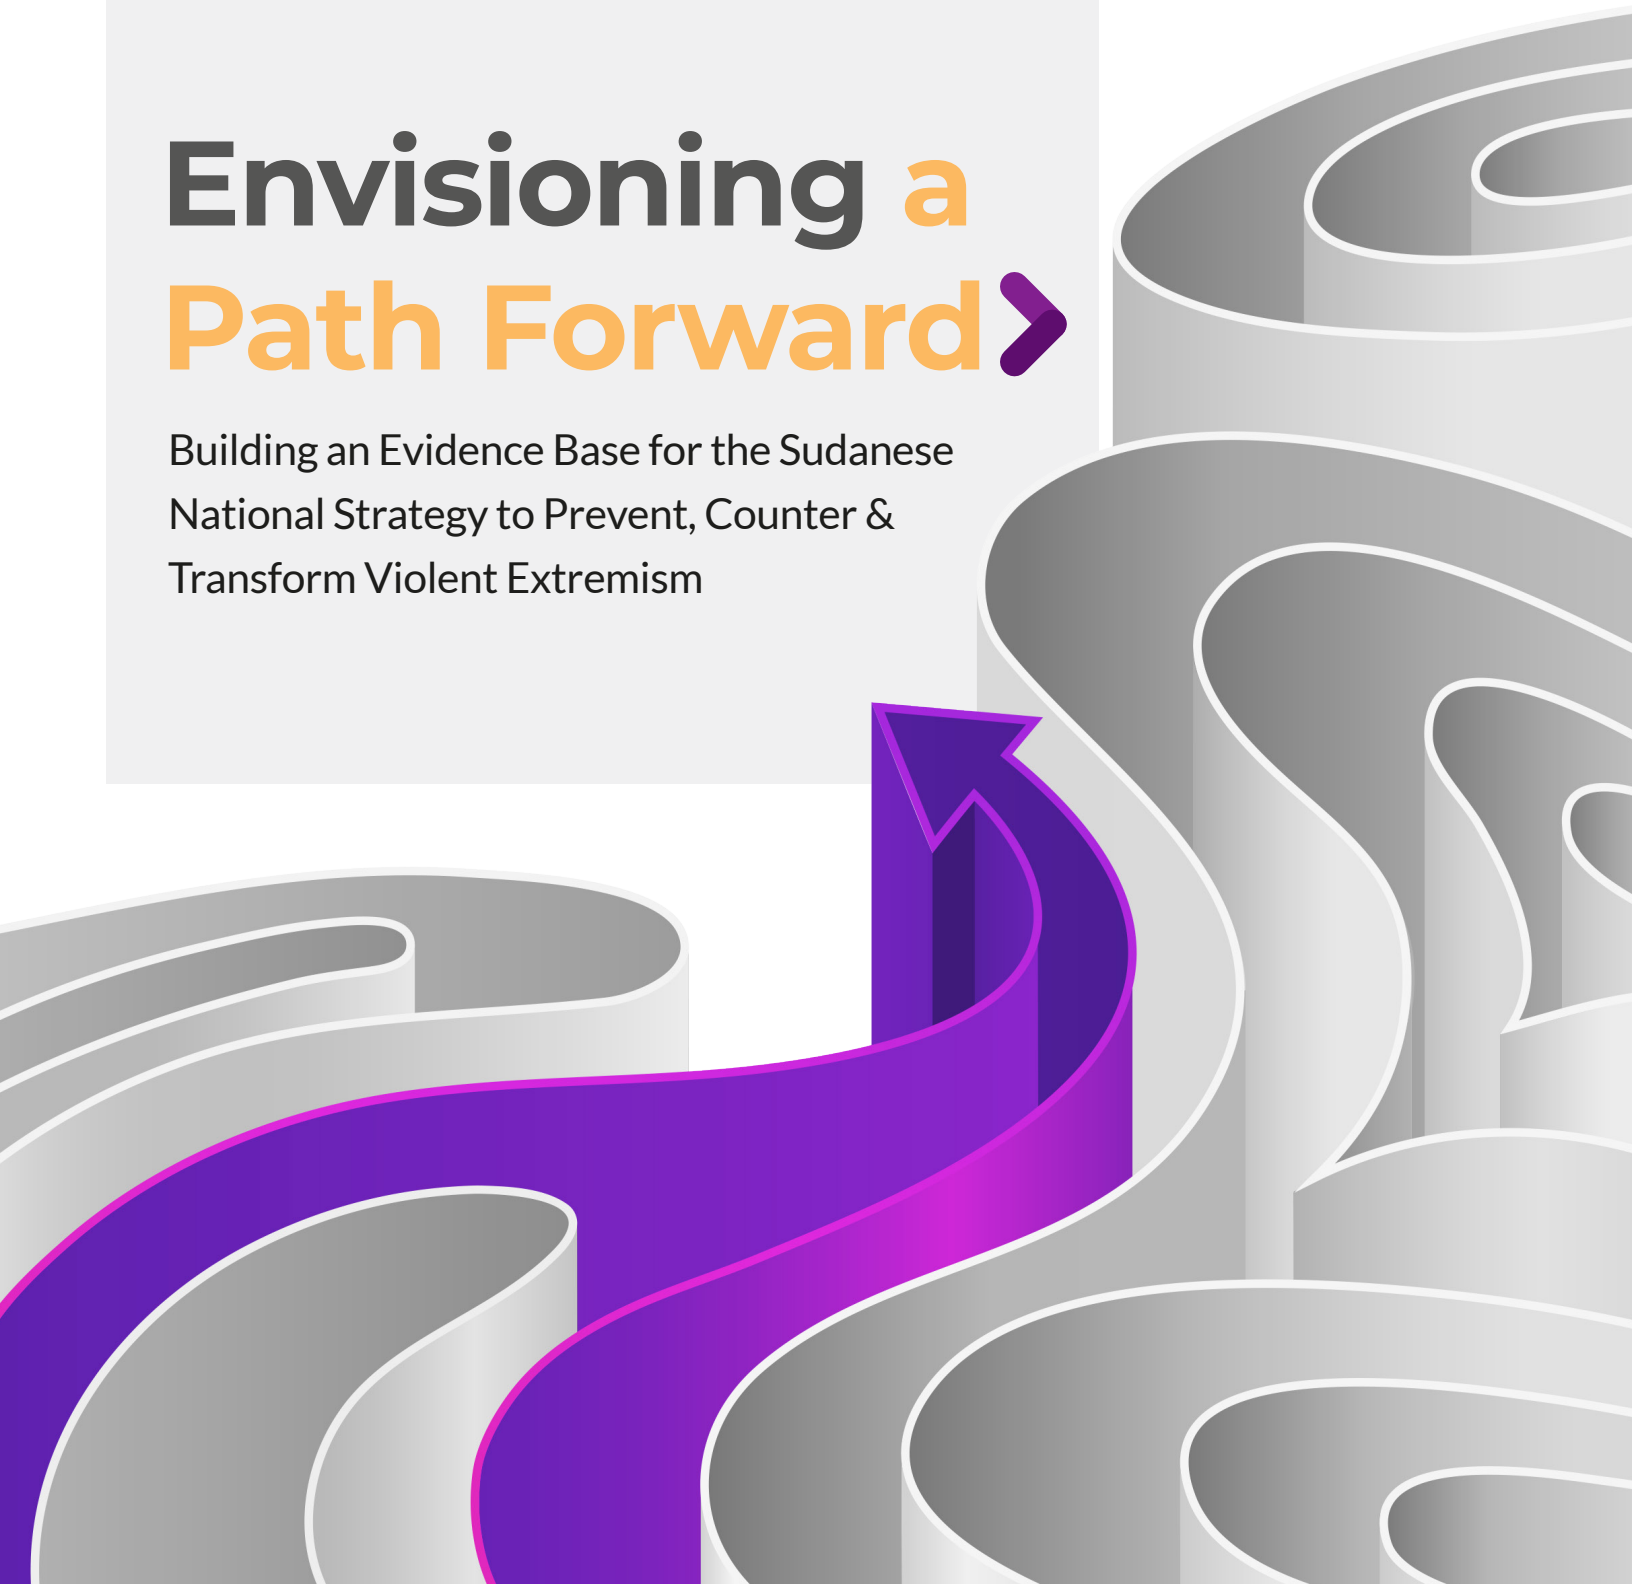 Envisioning a
Path Forward
Building an Evidence Base for the Sudanese
National Strategy to Prevent, Counter &
Transform Violent Extremism